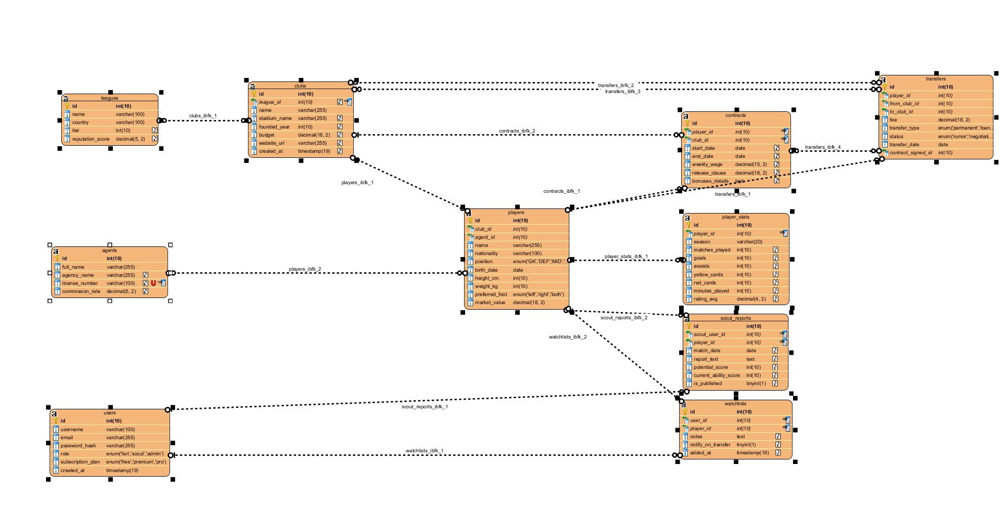 leagues
id int(10)
name varchar(100)
country varchar(100)
tier int(10) N
reputation_score decimal(5, 2) N
clubs_ibfk_1
clubs
id int(10)
league_id int(10) N
name varchar(255)
stadium_name varchar(255) N
founded_year int(10) N
budget decimal(18, 2) N
website_url varchar(255) N
created_at timestamp(19) N
transfers_ibfk_2
transfers_ibfk_3
contracts_ibfk_2
players_ibfk_1
contracts_ibfk_1
transfers
id int(10)
player_id int(10)
from_club_id int(10)
to_club_id int(10)
fee decimal(18, 2)
transfer_type enum('permanent','loan...
status enum('rumor','negotiati...
transfer_date date
contract_signed_id int(10)
contracts
id int(10)
player_id int(10)
club_id int(10)
start_date date N
end_date date N
weekly_wage decimal(15, 2) N
release_clause decimal(18, 2) N
bonuses_details text N
transfers_ibfk_4
transfers_ibfk_1
agents
id int(10)
full_name varchar(255)
agency_name varchar(255) N
license_number varchar(100) N U
commission_rate decimal(5, 2) N
players_ibfk_2
players
id int(10)
club_id int(10)
agent_id int(10)
name varchar(255)
nationality varchar(100)
position enum('GK','DEF','MID','...
birth_date date
height_cm int(10)
weight_kg int(10)
preferred_foot enum('left','right','both')
market_value decimal(18, 2)
player_stats_ibfk_1
player_stats
id int(10)
player_id int(10)
season varchar(20)
matches_played int(10) N
goals int(10) N
assists int(10) N
yellow_cards int(10) N
red_cards int(10) N
minutes_played int(10) N
rating_avg decimal(4, 2) N
scout_reports_ibfk_2
watchlists_ibfk_2
scout_reports
id int(10)
scout_user_id int(10)
player_id int(10)
match_date date N
report_text text N
potential_score int(10) N
current_ability_score int(10) N
is_published tinyint(1) N
scout_reports_ibfk_1
users
id int(10)
username varchar(100)
email varchar(255)
password_hash varchar(255)
role enum('fan','scout','admin')
subscription_plan enum('free','premium','pro')
created_at timestamp(19)
watchlists_ibfk_1
watchlists
id int(10)
user_id int(10)
player_id int(10)
notes text N
notify_on_transfer tinyint(1) N
added_at timestamp(19) N